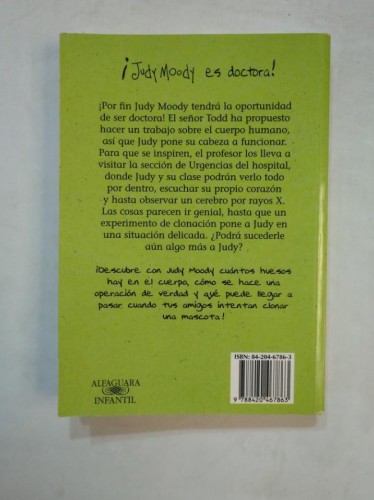 ¡Judy Moody es doctora!
¡Por fin Judy Moody tendrá la oportunidad
de ser doctora! El señor Todd ha propuesto
hacer un trabajo sobre el cuerpo humano,
así que Judy pone su cabeza a funcionar.
Para que se inspiren, el profesor los lleva a
visitar la sección de Urgencias del hospital,
donde Judy y su clase podrán verlo todo
por dentro, escuchar su propio corazón
y hasta observar un cerebro por rayos X.
Las cosas parecen ir genial, hasta que un
experimento de clonación pone a Judy en
una situación delicada. ¿Podrá sucederle
aún algo más a Judy?
¡Descubre con Judy Moody cuántos huesos
hay en el cuerpo, cómo se hace una
operación de verdad y qué puede llegar a
pasar cuando tus amigos intentan clonar
una mascota!
ISBN: 84-204-6786-3
9 788420 467863
ALFAGUARA
INFANTIL